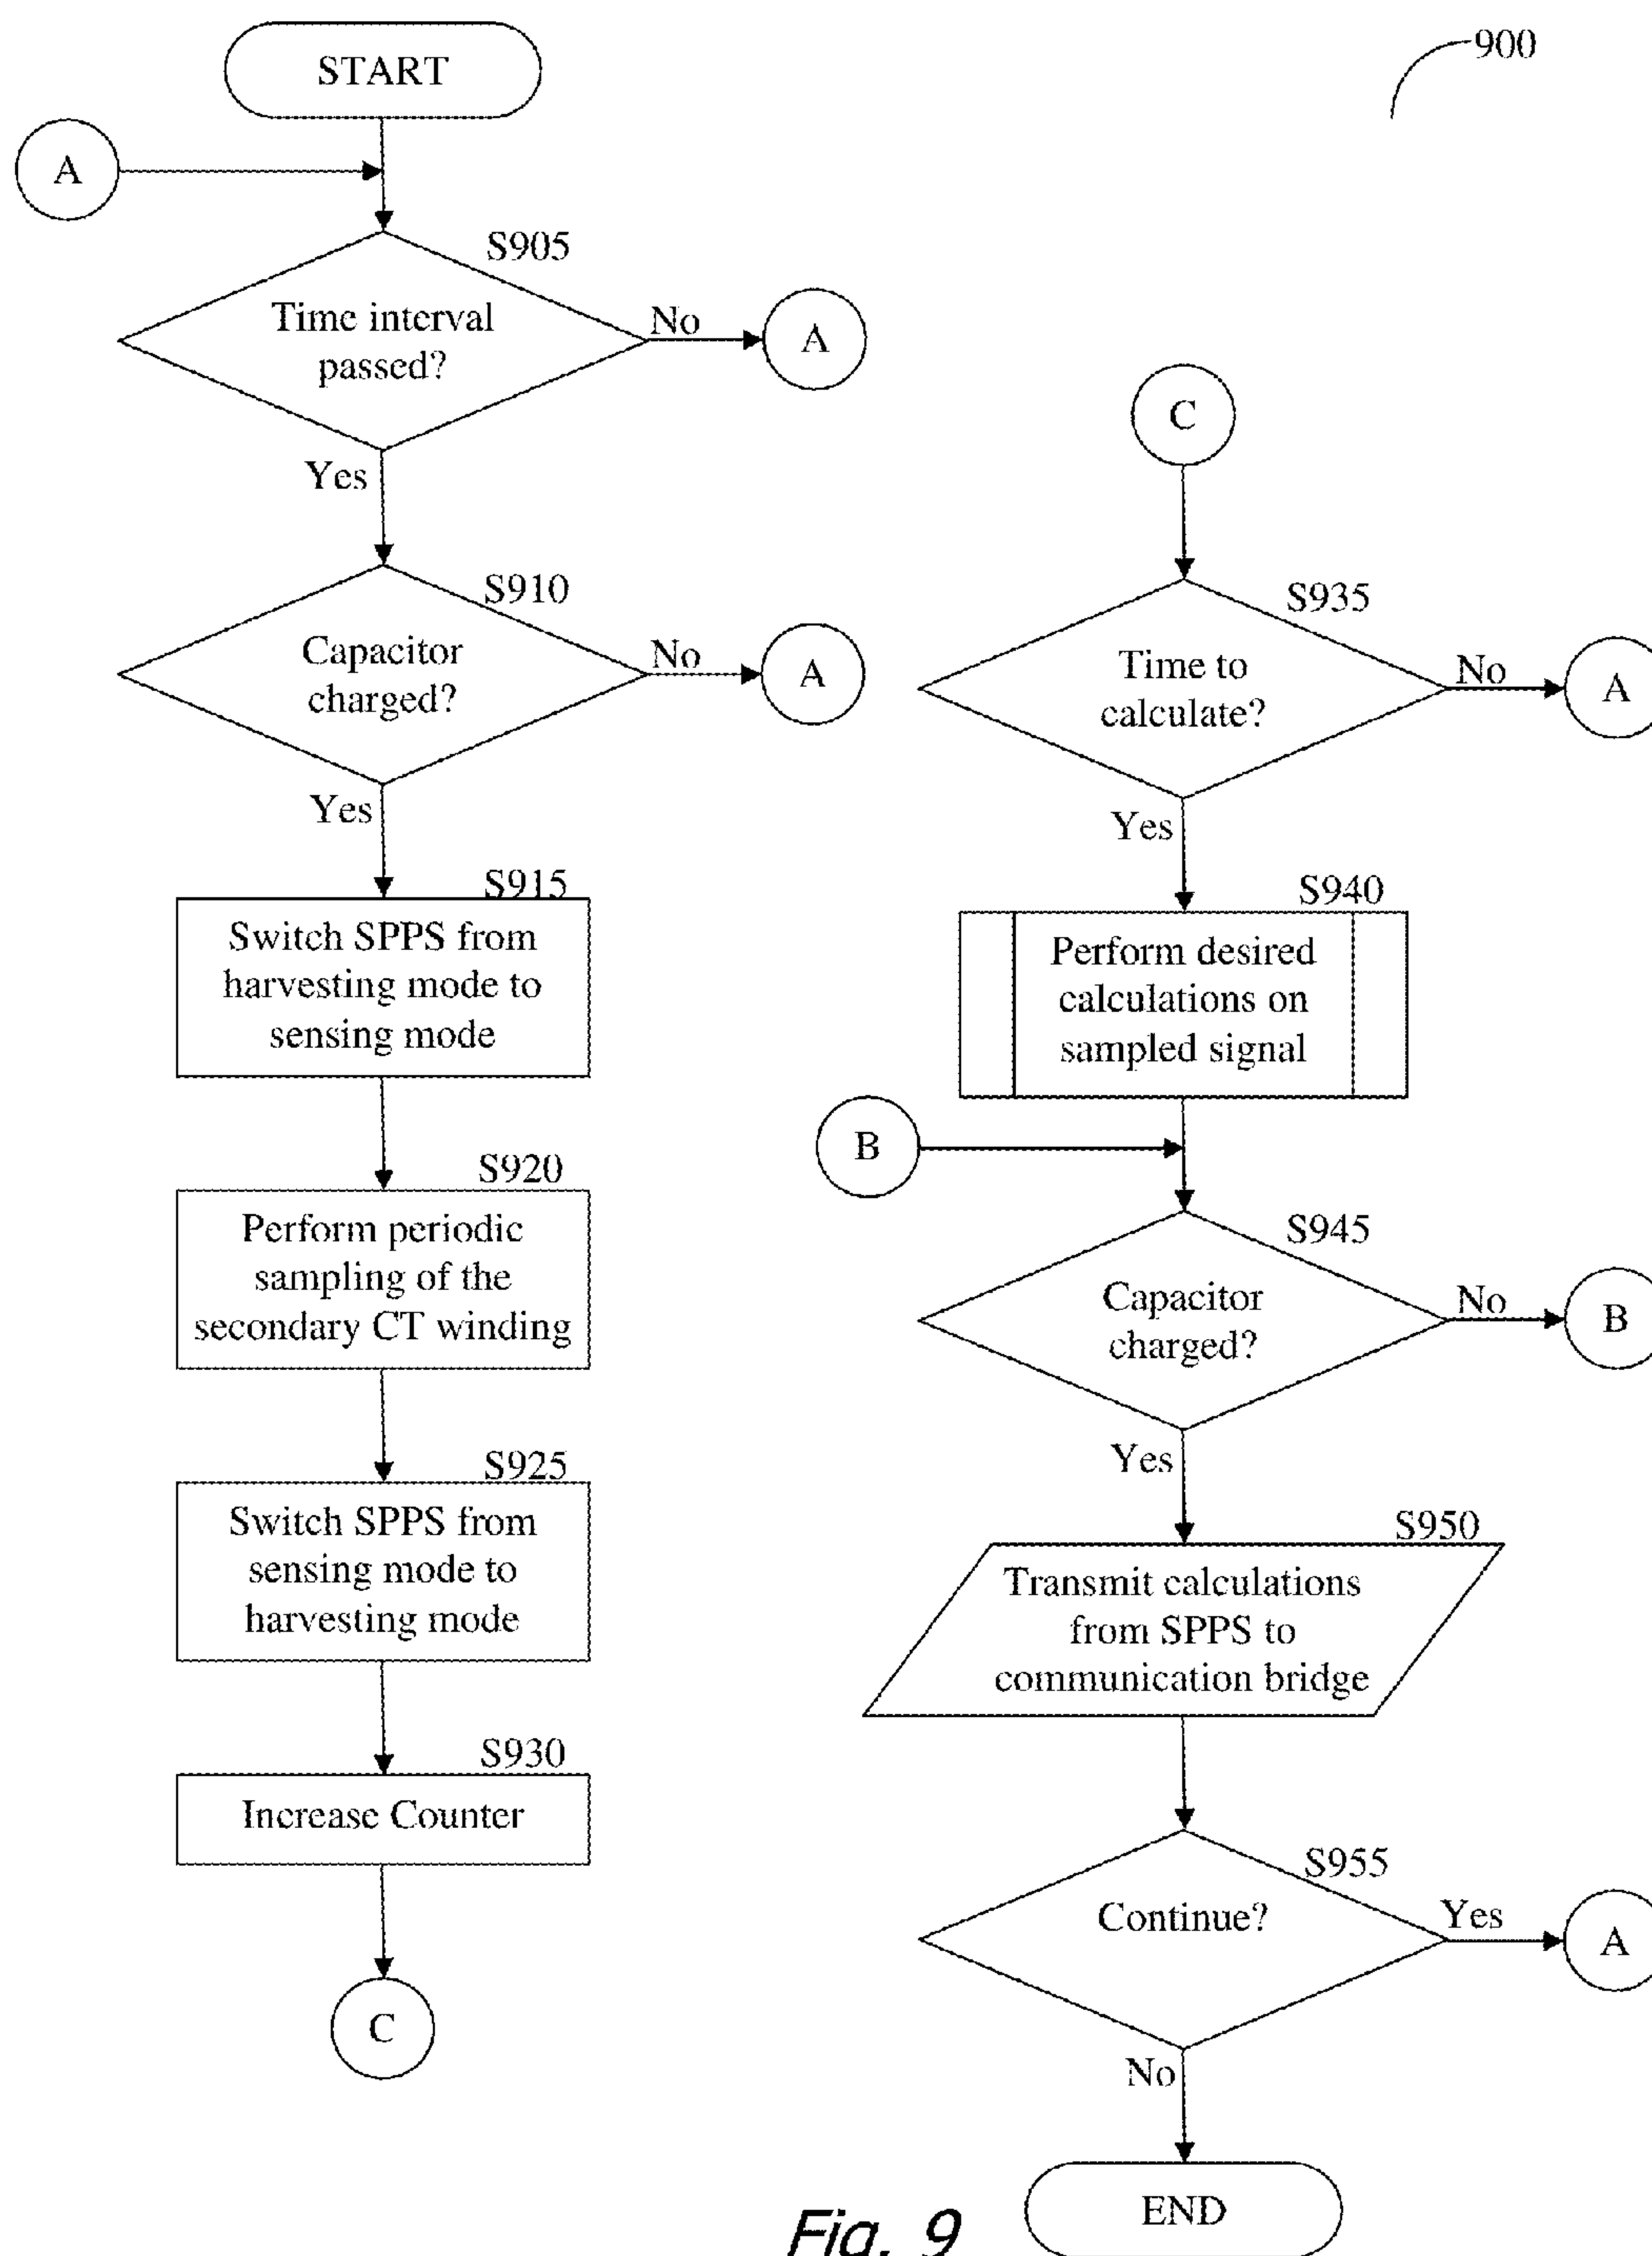 900
START
A
S905
Time interval
passed?
No
A
Yes
S910
Capacitor
charged?
No
A
Yes
S915
Switch SPPS from
harvesting mode to
sensing mode
S920
Perform periodic
sampling of the
secondary CT winding
S925
Switch SPPS from
sensing mode to
harvesting mode
S930
Increase Counter
C
C
S935
Time to
calculate?
No
A
Yes
S940
Perform desired
calculations on
sampled signal
B
S945
Capacitor
charged?
No
B
Yes
S950
Transmit calculations
from SPPS to
communication bridge
S955
Continue?
Yes
A
No
END
Fig. 9